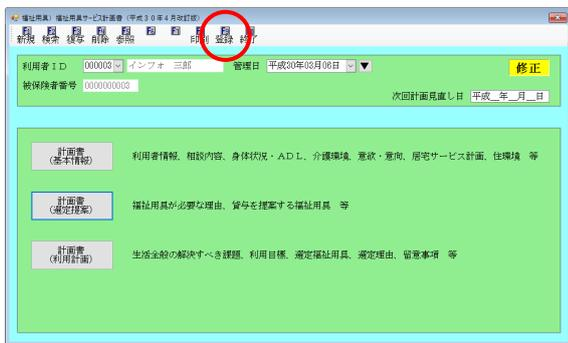 福祉用具）福祉用具サービス計画書（平成30年4月改訂版）
新規 検索 複写 削除 参照 印刷 登録 終了
利用者ID 000003 インフォ 三郎 管理日 平成30年03月06日 ▼ 修正
被保険者番号 0000000003
次回計画見直し日 平成__年__月__日
計画書
（基本情報） 利用者情報、相談内容、身体状況・ADL、介護環境、意欲・意向、居宅サービス計画、住環境 等
計画書
（選定提案） 福祉用具が必要な理由、貸与を提案する福祉用具 等
計画書
（利用計画） 生活全般の解決すべき課題、利用目標、選定福祉用具、選定理由、留意事項 等